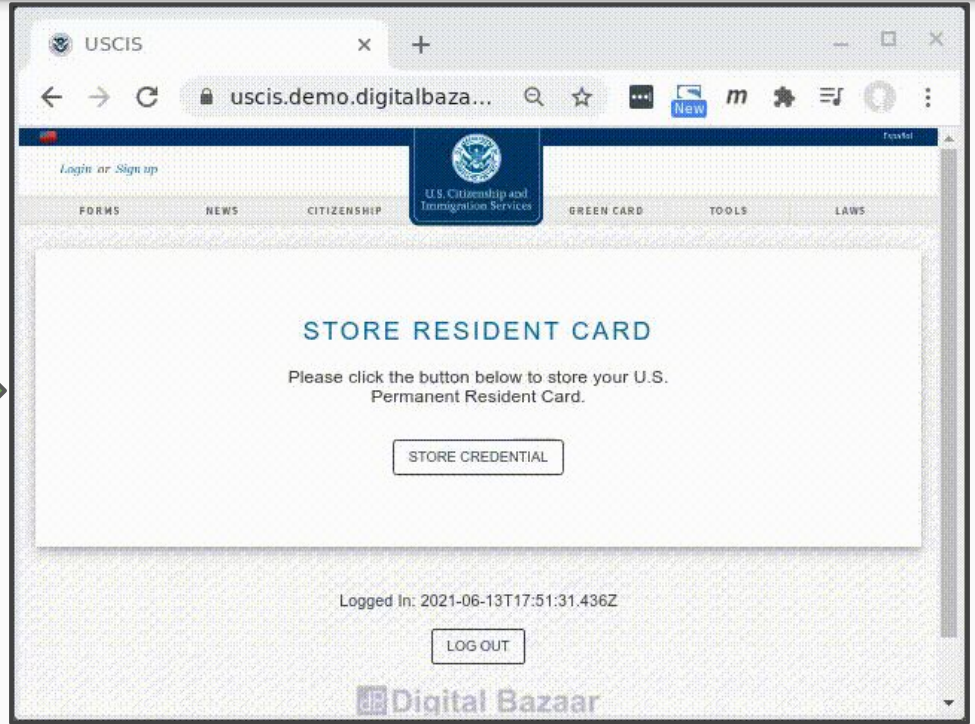 USCIS
uscis.demo.digitalbaza...
New
m
Español
Login or Sign up
U.S. Citizenship and
Immigration Services
FORMS NEWS CITIZENSHIP GREEN CARD TOOLS LAWS
STORE RESIDENT CARD
Please click the button below to store your U.S.
Permanent Resident Card.
STORE CREDENTIAL
Logged In: 2021-06-13T17:51:31.436Z
LOG OUT
Digital Bazaar